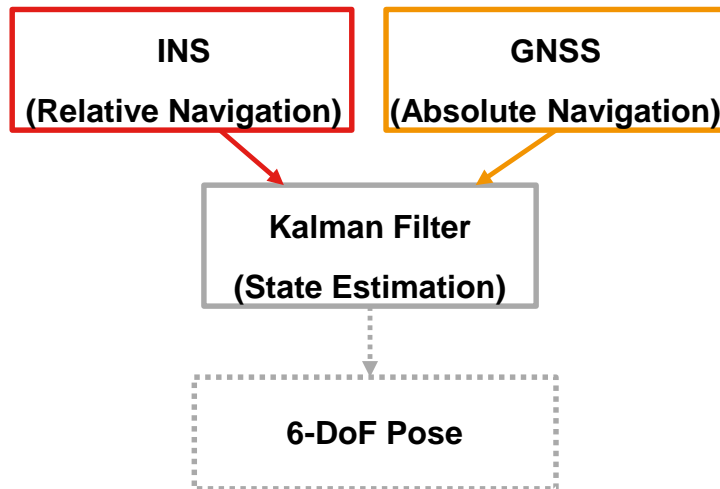 INS
(Relative Navigation)
GNSS
(Absolute Navigation)
Kalman Filter
(State Estimation)
6-DoF Pose